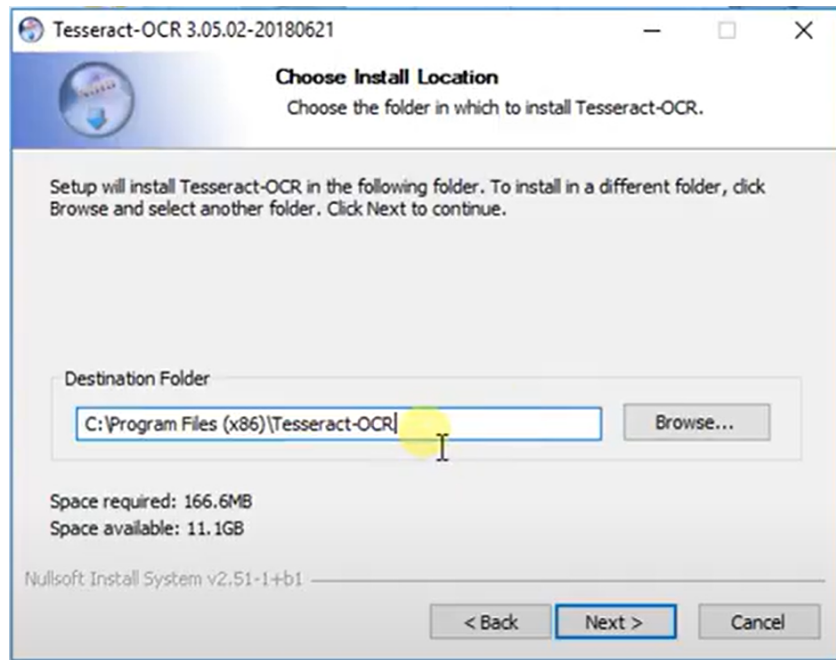 Tesseract-OCR 3.05.02-20180621
Choose Install Location
Choose the folder in which to install Tesseract-OCR.
Setup will install Tesseract-OCR in the following folder. To install in a different folder, click
Browse and select another folder. Click Next to continue.
Destination Folder
C:\Program Files (x86)\Tesseract-OCR
Browse...
Space required: 166.6MB
Space available: 11.1GB
Nullsoft Install System v2.51-1+b1
< Back
Next >
Cancel